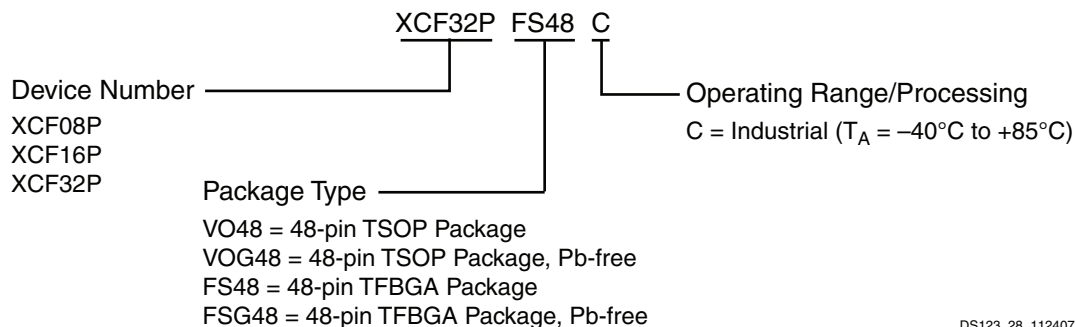 XCF32P FS48 C
Device Number
XCF08P
XCF16P
XCF32P
Operating Range/Processing
C = Industrial (TA = –40°C to +85°C)
Package Type
VO48 = 48-pin TSOP Package
VOG48 = 48-pin TSOP Package, Pb-free
FS48 = 48-pin TFBGA Package
FSG48 = 48-pin TFBGA Package, Pb-free
DS123_28_112407